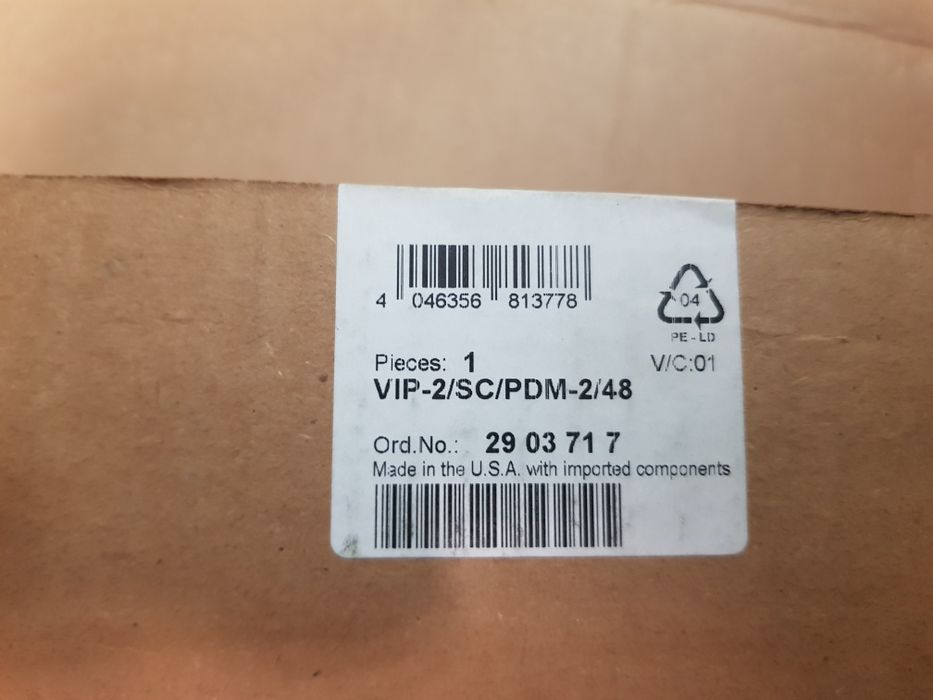 4 046356 813778
04
PE-LD
Pieces: 1
V/C:01
VIP-2/SC/PDM-2/48
Ord.No.: 29 03 71 7
Made in the U.S.A. with imported components